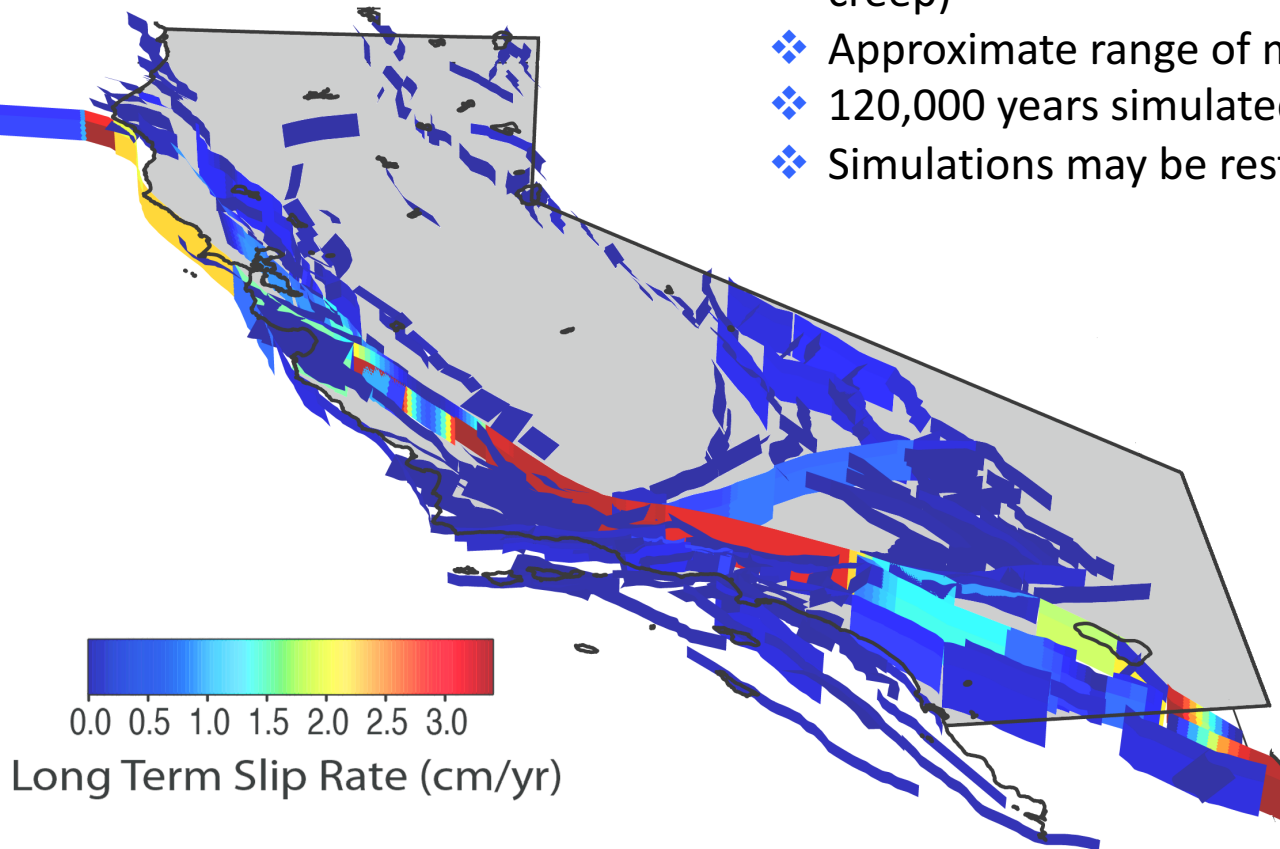 creep)
❖ Approximate range of
❖ 120,000 years simulated
❖ Simulations may be
0.0 0.5 1.0 1.5 2.0 2.5 3.0
Long Term Slip Rate (cm/yr)